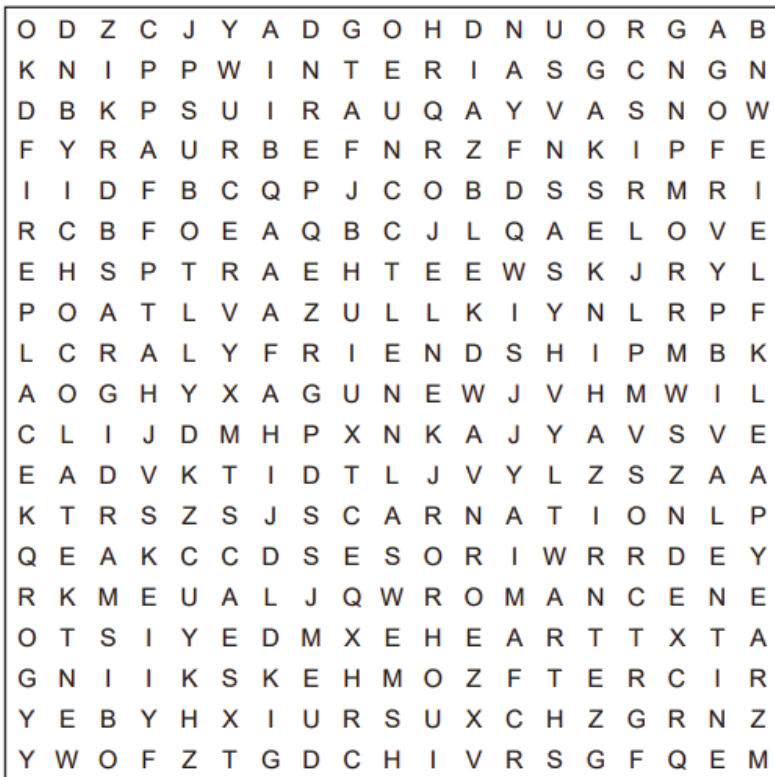 O D Z C J Y A D G O H D N U O R G A B
K N I P P W I N T E R I A S G C N G N
D B K P S U I R A U Q A Y V A S N O W
F Y R A U R B E F N R Z F N K I P F E
I I D F B C Q P J C O B D S S R M R I
R C B F O E A Q B C J L Q A E L O V E
E H S P T R A E H T E E W S K J R Y L
P O A T L V A Z U L L K I Y N L R P F
L C R A L Y F R I E N D S H I P M B K
A O G H Y X A G U N E W J V H M W I L
C L I J D M H P X N K A J Y A V S V E
E A D V K T I D T L J V Y L Z S Z A A
K T R S Z S J S C A R N A T I O N L P
Q E A K C C D S E S O R I W R R D E Y
R K M E U A L J Q W R O M A N C E N E
O T S I Y E D M X E H E A R T T X T A
G N I I K S K E H M O Z F T E R C I R
Y E B Y H X I U R S U X C H Z G R N Z
Y W O F Z T G D C H I V R S G F Q E M